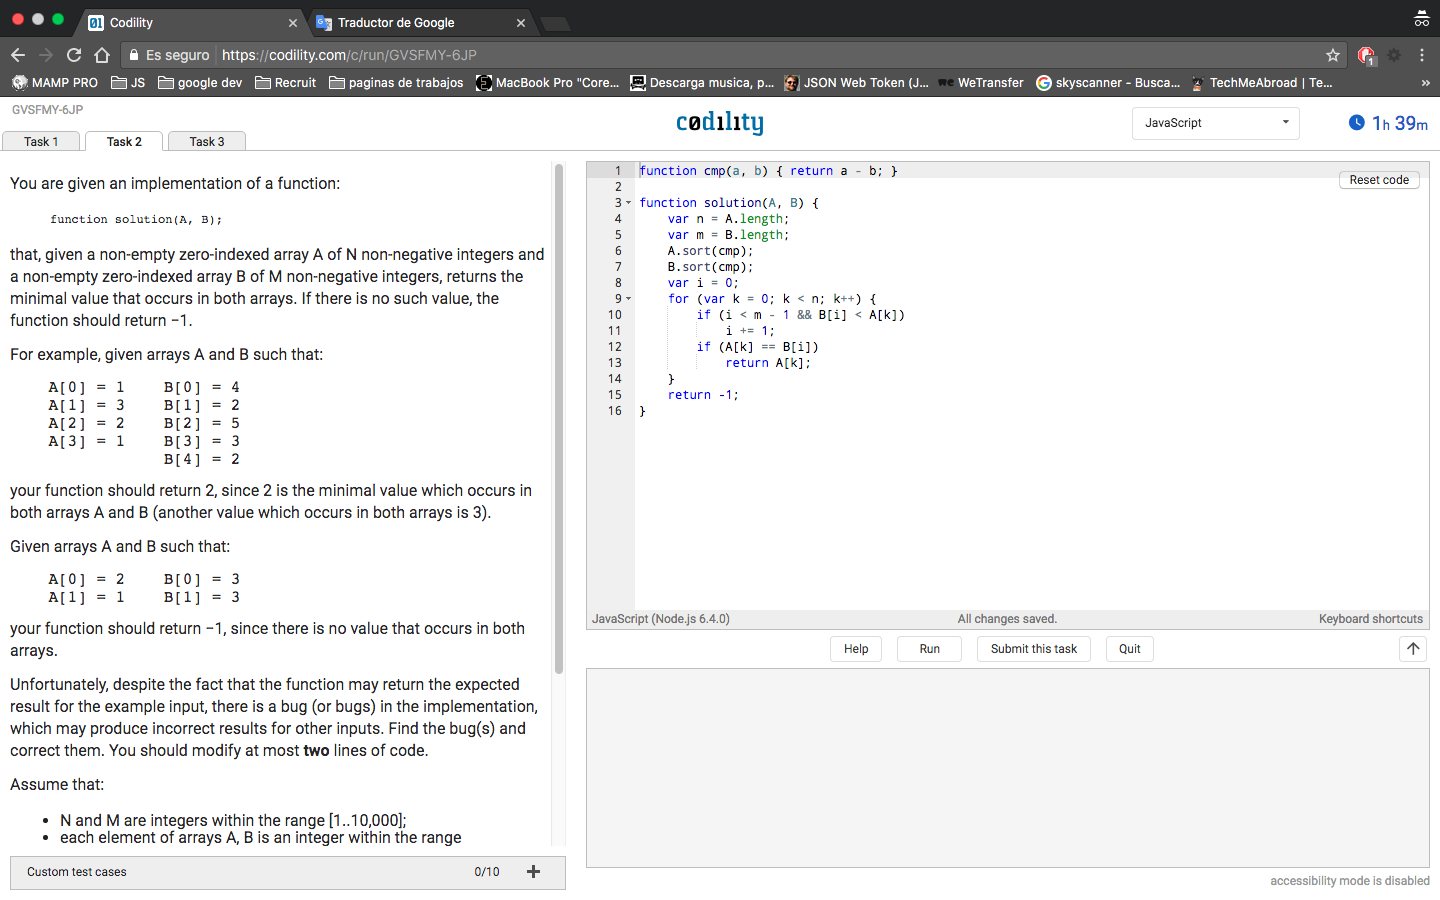 Codility
Traductor de Google
Es seguro
https://codility.com/c/run/GVSFMY-6JP
1
MAMP PRO
JS
google dev
Recruit
paginas de trabajos
MacBook Pro "Core...
Descarga musica, p...
JSON Web Token (J...
we WeTransfer
skyscanner - Busca...
TechMeAbroad | Te...
»
GVSFMY-6JP
codility
JavaScript
1h 39m
Task 1
Task 2
Task 3
You are given an implementation of a function:
function solution(A, B);
that, given a non-empty zero-indexed array A of N non-negative integers and
a non-empty zero-indexed array B of M non-negative integers, returns the
minimal value that occurs in both arrays. If there is no such value, the
function should return −1.
For example, given arrays A and B such that:
A[0] = 1 B[0] = 4
A[1] = 3 B[1] = 2
A[2] = 2 B[2] = 5
A[3] = 1 B[3] = 3
B[4] = 2
your function should return 2, since 2 is the minimal value which occurs in
both arrays A and B (another value which occurs in both arrays is 3).
Given arrays A and B such that:
A[0] = 2 B[0] = 3
A[1] = 1 B[1] = 3
your function should return −1, since there is no value that occurs in both
arrays.
Unfortunately, despite the fact that the function may return the expected
result for the example input, there is a bug (or bugs) in the implementation,
which may produce incorrect results for other inputs. Find the bug(s) and
correct them. You should modify at most two lines of code.
Assume that:
• N and M are integers within the range [1..10,000];
• each element of arrays A, B is an integer within the range
Custom test cases
0/10
+
1 function cmp(a, b) { return a - b; }
Reset code
2
3 function solution(A, B) {
4 var n = A.length;
5 var m = B.length;
6 A.sort(cmp);
7 B.sort(cmp);
8 var i = 0;
9 for (var k = 0; k < n; k++) {
10 if (i < m - 1 && B[i] < A[k])
11 i += 1;
12 if (A[k] == B[i])
13 return A[k];
14 }
15 return -1;
16 }
JavaScript (Node.js 6.4.0)
All changes saved.
Keyboard shortcuts
Help
Run
Submit this task
Quit
accessibility mode is disabled